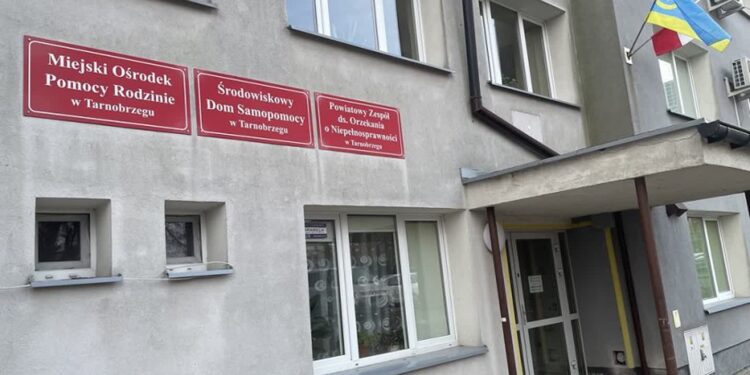 Miejski Ośrodek
Pomocy Rodzinie
w Tarnobrzegu
Środowiskowy
Dom Samopomocy
w Tarnobrzegu
Powiatowy Zespół
ds. Orzekania
o Niepełnosprawności
w Tarnobrzegu